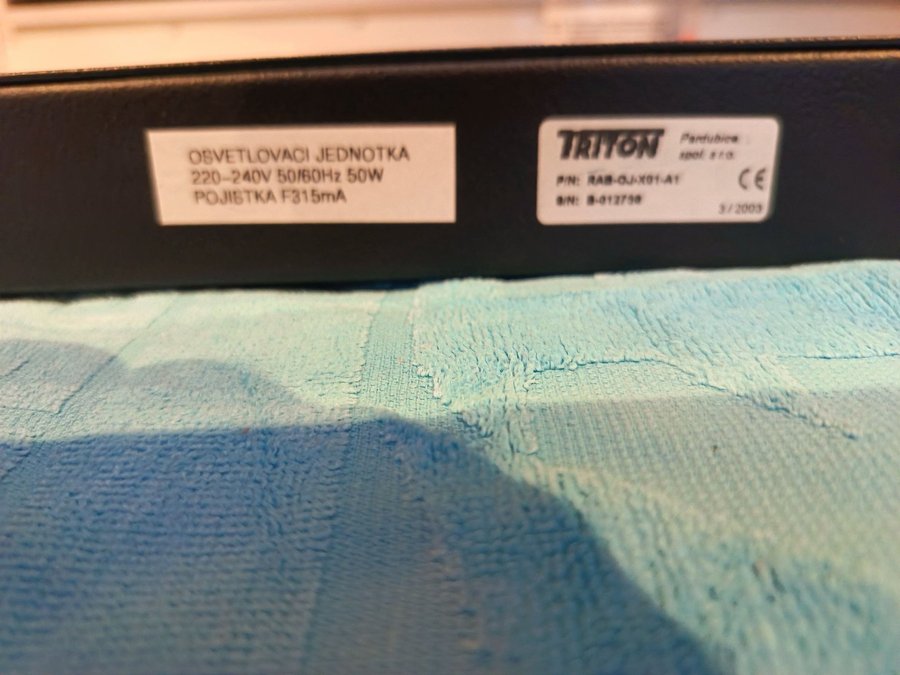 OSVETLOVACI JEDNOTKA
220-240V 50/60Hz 50W
POJISTKA F315mA
TRITON
Pardubice,
spol. s r.o.
P/N: RAB-OJ-X01-A1
S/N: B-012736
CE
3/2003